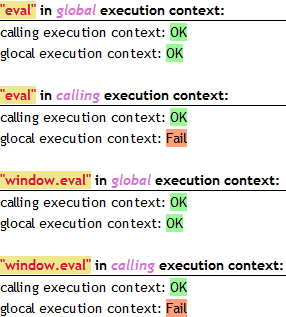 "eval" in global execution context:
calling execution context: OK
glocal execution context: OK
"eval" in calling execution context:
calling execution context: OK
glocal execution context: Fail
"window.eval" in global execution context:
calling execution context: OK
glocal execution context: OK
"window.eval" in calling execution context:
calling execution context: OK
glocal execution context: Fail